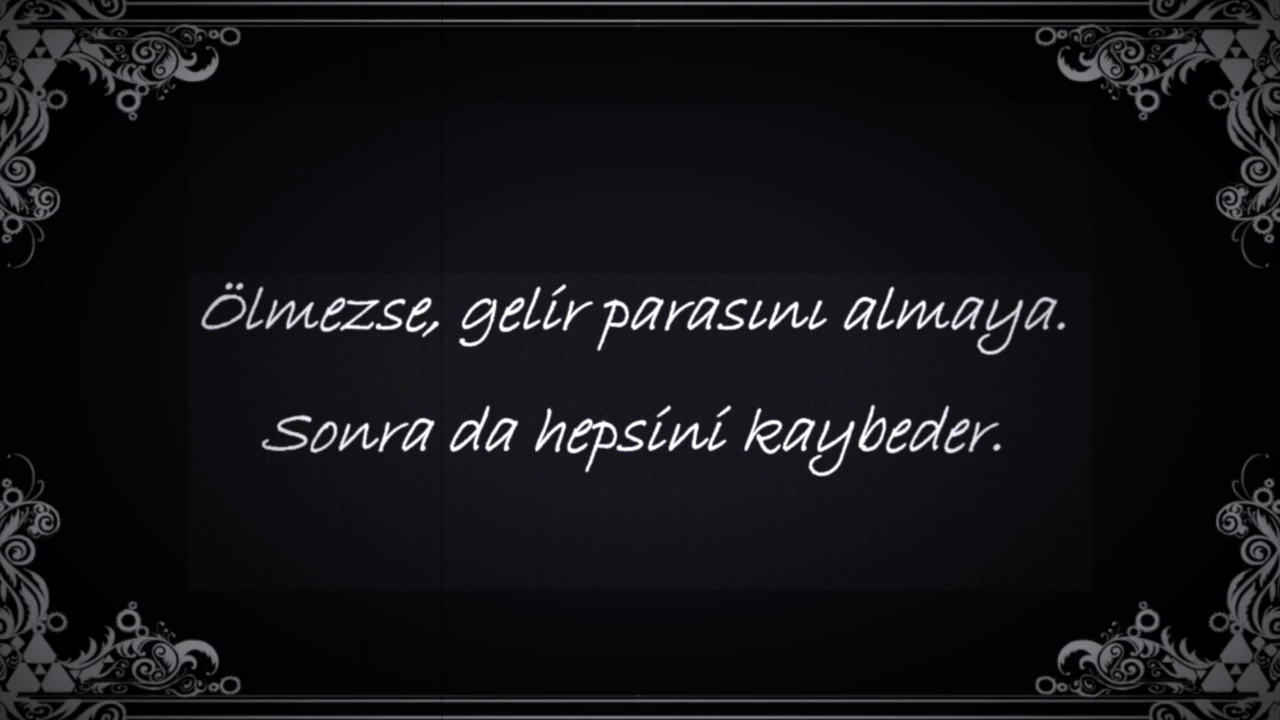 Ölmezse, gelir parasını almaya.
Sonra da hepsini kaybeder.